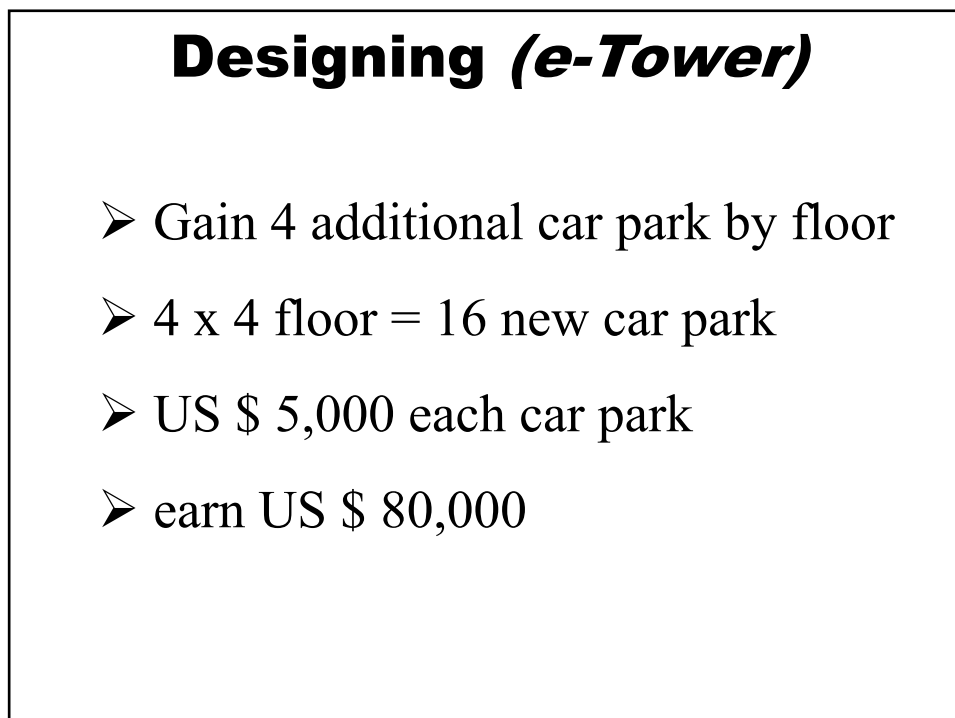 Designing (e-Tower)
➢ Gain 4 additional car park by floor
➢ 4 x 4 floor = 16 new car park
➢ US $ 5,000 each car park
➢ earn US $ 80,000